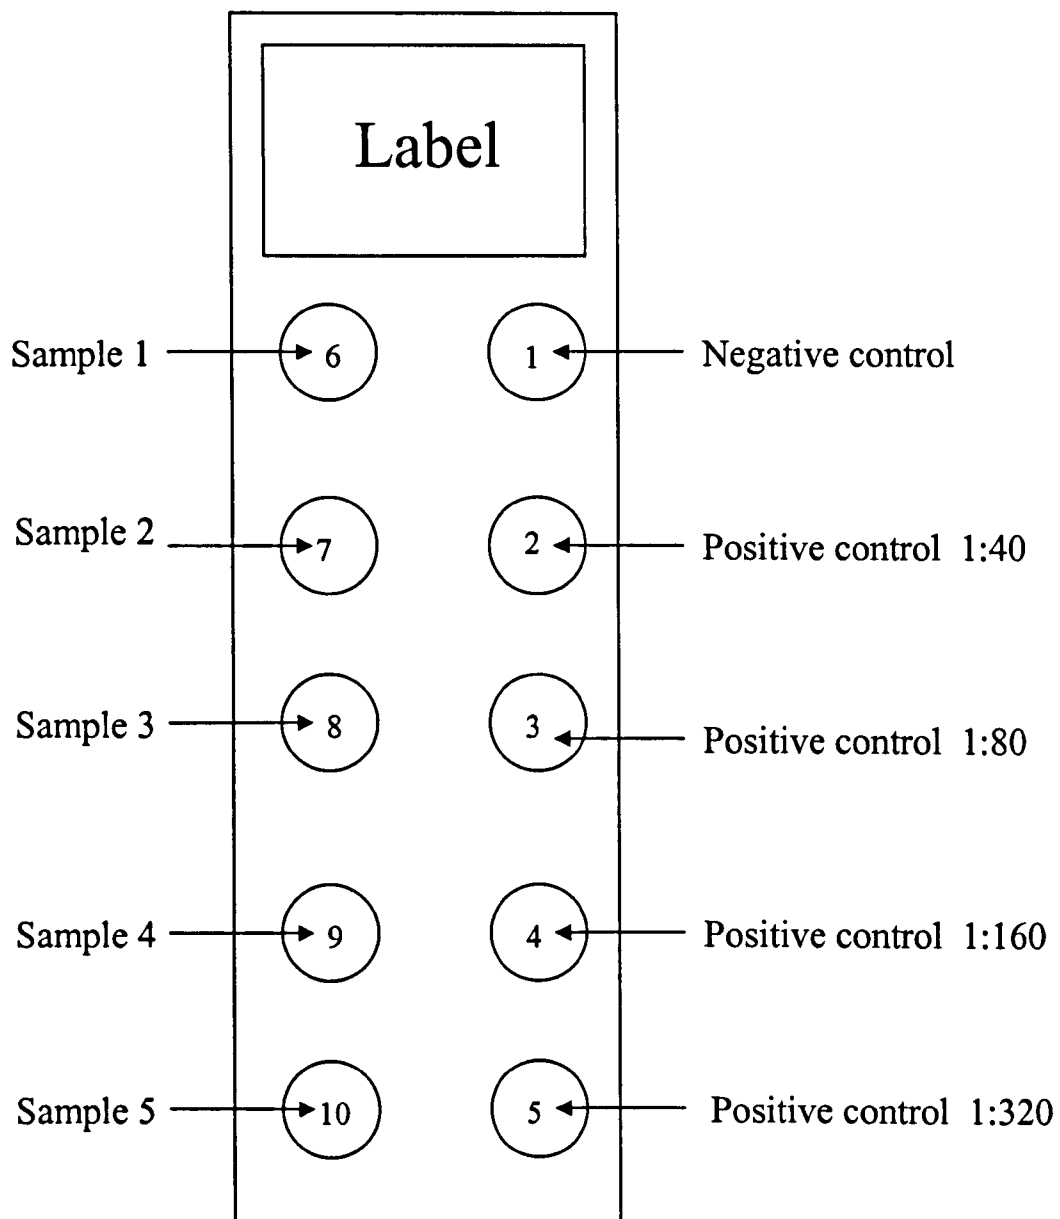 Label
Sample 1 6 1 Negative control
Sample 2 7 2 Positive control 1:40
Sample 3 8 3 Positive control 1:80
Sample 4 9 4 Positive control 1:160
Sample 5 10 5 Positive control 1:320